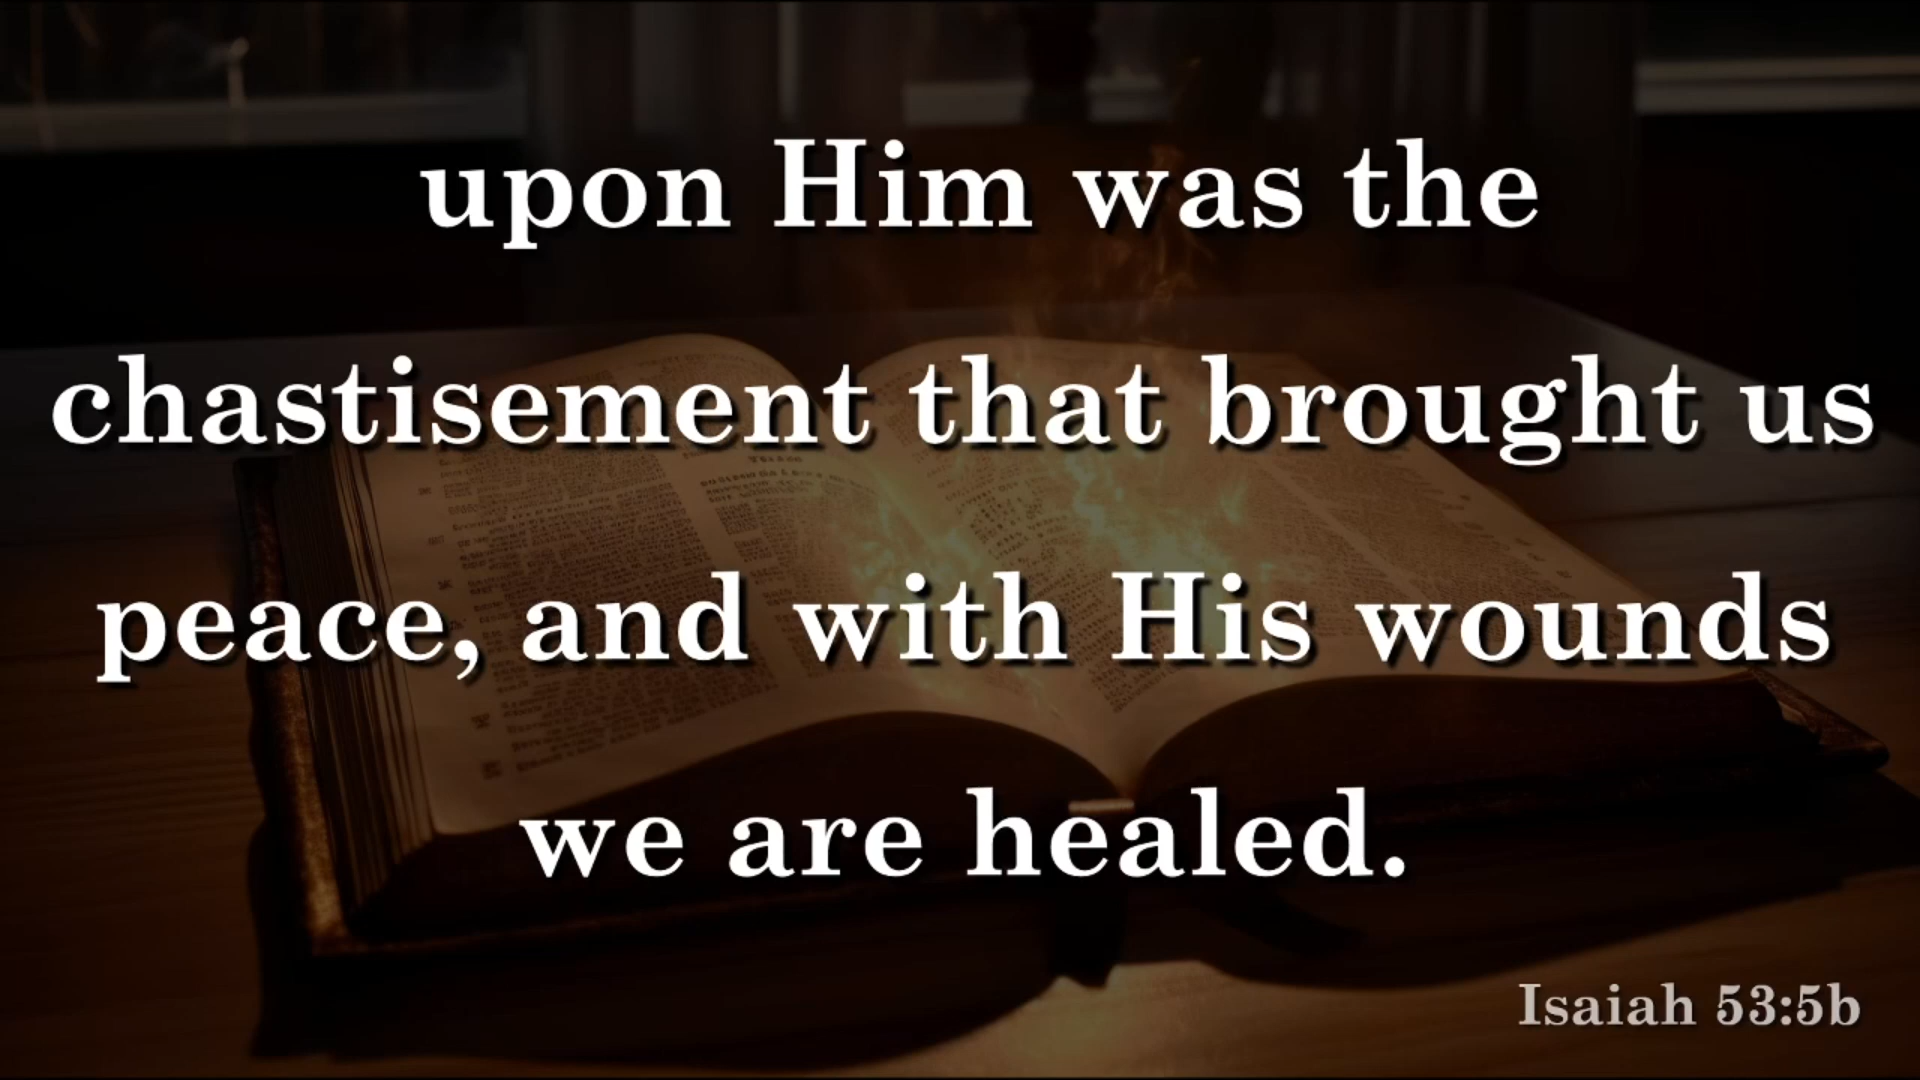 upon Him was the
chastisement that brought us
peace, and with His wounds
we are healed.
Isaiah 53:5b